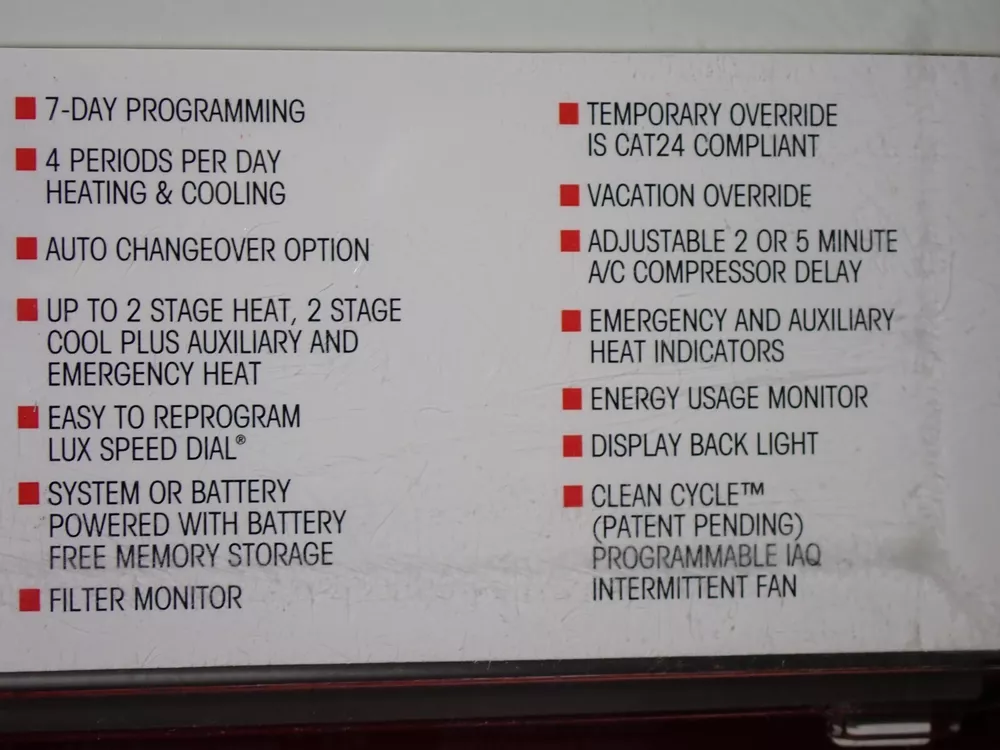 7-DAY PROGRAMMING
4 PERIODS PER DAY
HEATING & COOLING
AUTO CHANGEOVER OPTION
UP TO 2 STAGE HEAT, 2 STAGE
COOL PLUS AUXILIARY AND
EMERGENCY HEAT
EASY TO REPROGRAM
LUX SPEED DIAL®
SYSTEM OR BATTERY
POWERED WITH BATTERY
FREE MEMORY STORAGE
FILTER MONITOR
TEMPORARY OVERRIDE
IS CAT24 COMPLIANT
VACATION OVERRIDE
ADJUSTABLE 2 OR 5 MINUTE
A/C COMPRESSOR DELAY
EMERGENCY AND AUXILIARY
HEAT INDICATORS
ENERGY USAGE MONITOR
DISPLAY BACK LIGHT
CLEAN CYCLE™
(PATENT PENDING)
PROGRAMMABLE IAQ
INTERMITTENT FAN